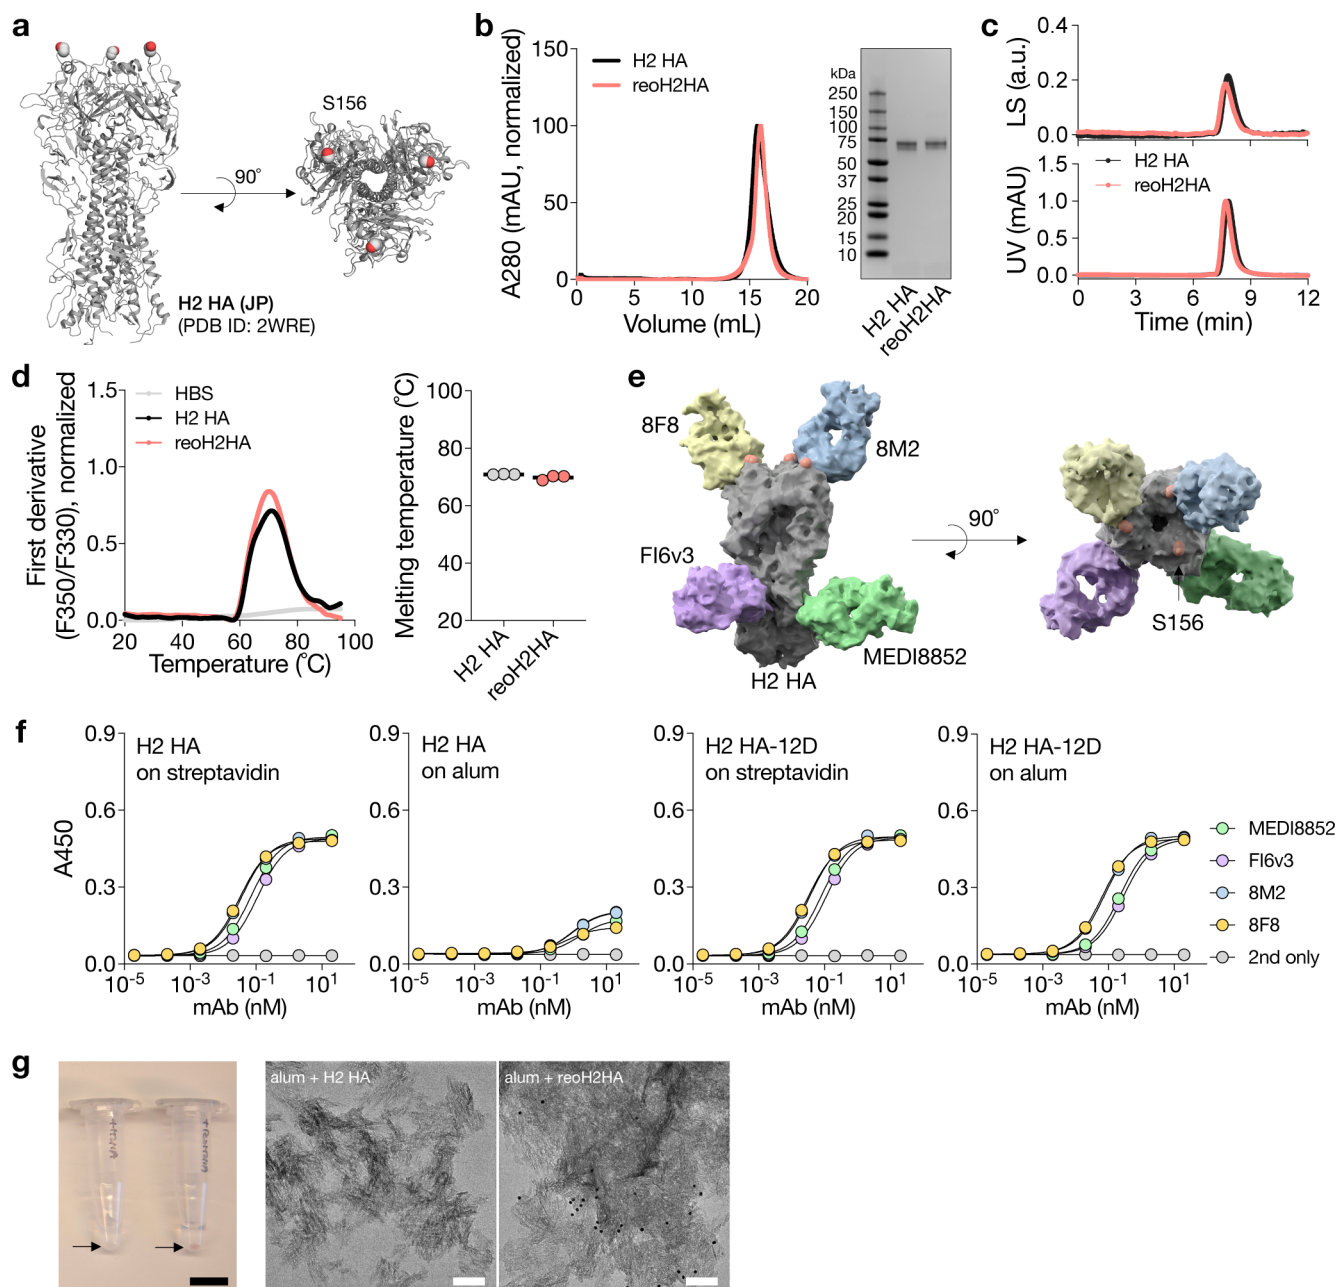 a
S156
90°
H2 HA (JP)
(PDB ID: 2WRE)
b
A280 (mAU, normalized)
150
100
50
0
H2 HA
reoH2HA
0
5
10
15
20
Volume (mL)
kDa
250
150
100
75
50
37
25
20
15
10
H2 HA
reoH2HA
c
LS (a.u.)
0.4
0.2
0.0
UV (mAU)
1.5
1.0
0.5
0.0
H2 HA
reoH2HA
0
3
6
9
12
Time (min)
d
First derivative
(F350/F330), normalized
1.5
1.0
0.5
0.0
HBS
H2 HA
reoH2HA
20
40
60
80
100
Temperature (°C)
Melting temperature (°C)
100
80
60
40
20
H2 HA
reoH2HA
e
8F8
8M2
FI6v3
MEDI8852
H2 HA
90°
S156
f
A450
0.9
0.6
0.3
0.0
H2 HA
on streptavidin
10⁻⁵
10⁻³
10⁻¹
10¹
mAb (nM)
0.9
0.6
0.3
0.0
H2 HA
on alum
10⁻⁵
10⁻³
10⁻¹
10¹
mAb (nM)
0.9
0.6
0.3
0.0
H2 HA-12D
on streptavidin
10⁻⁵
10⁻³
10⁻¹
10¹
mAb (nM)
0.9
0.6
0.3
0.0
H2 HA-12D
on alum
10⁻⁵
10⁻³
10⁻¹
10¹
mAb (nM)
MEDI8852
FI6v3
8M2
8F8
2nd only
g
alum + H2 HA
alum + reoH2HA